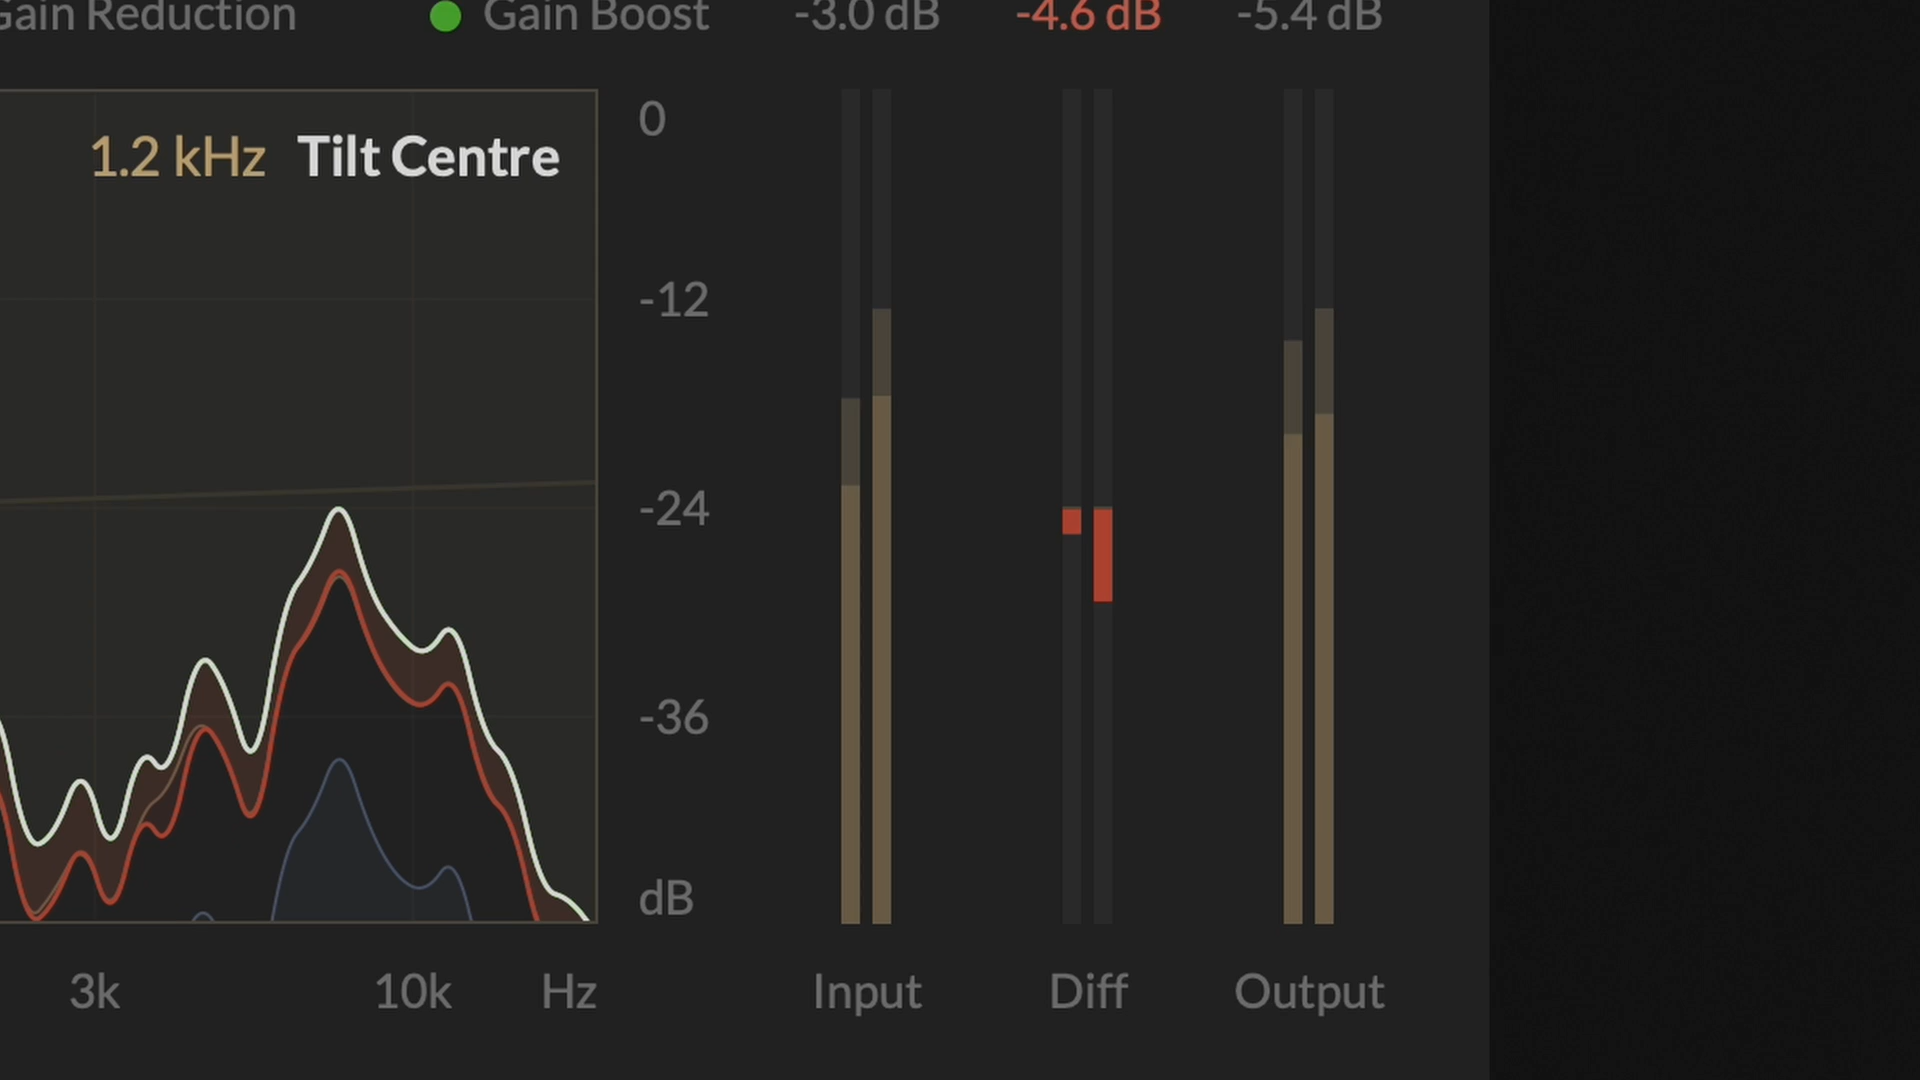 Gain Reduction Gain Boost -3.0 dB -4.6 dB -5.4 dB
1.2 kHz Tilt Centre
0
-12
-24
-36
dB
3k 10k Hz Input Diff Output